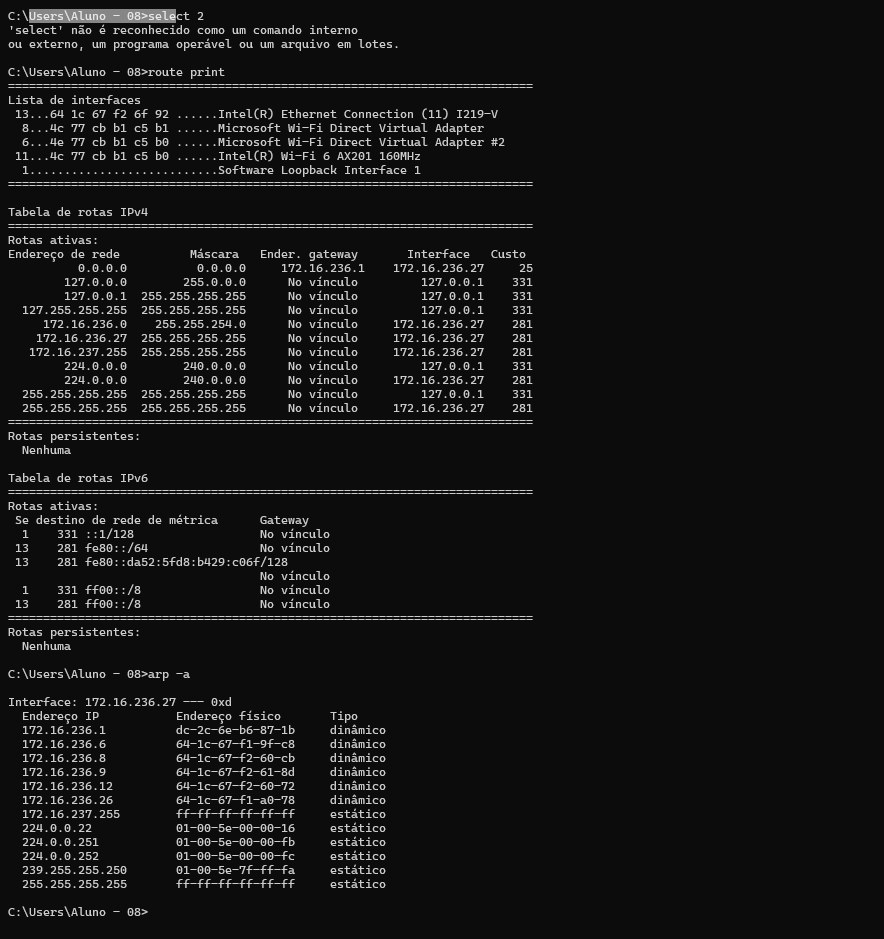 C:\Users\Aluno - 08>select 2
'select' não é reconhecido como um comando interno
ou externo, um programa operável ou um arquivo em lotes.
C:\Users\Aluno - 08>route print
===========================================================================
Lista de interfaces
 13...64 1c 67 f2 6f 92 ......Intel(R) Ethernet Connection (11) I219-V
  8...4c 77 cb b1 c5 b1 ......Microsoft Wi-Fi Direct Virtual Adapter
  6...4e 77 cb b1 c5 b0 ......Microsoft Wi-Fi Direct Virtual Adapter #2
 11...4c 77 cb b1 c5 b0 ......Intel(R) Wi-Fi 6 AX201 160MHz
  1...........................Software Loopback Interface 1
===========================================================================
Tabela de rotas IPv4
===========================================================================
Rotas ativas:
Endereço de rede          Máscara   Ender. gateway       Interface   Custo
          0.0.0.0          0.0.0.0     172.16.236.1    172.16.236.27     25
        127.0.0.0        255.0.0.0      No vínculo         127.0.0.1    331
        127.0.0.1  255.255.255.255      No vínculo         127.0.0.1    331
  127.255.255.255  255.255.255.255      No vínculo         127.0.0.1    331
     172.16.236.0    255.255.254.0      No vínculo     172.16.236.27    281
    172.16.236.27  255.255.255.255      No vínculo     172.16.236.27    281
   172.16.237.255  255.255.255.255      No vínculo     172.16.236.27    281
        224.0.0.0        240.0.0.0      No vínculo         127.0.0.1    331
        224.0.0.0        240.0.0.0      No vínculo     172.16.236.27    281
  255.255.255.255  255.255.255.255      No vínculo         127.0.0.1    331
  255.255.255.255  255.255.255.255      No vínculo     172.16.236.27    281
===========================================================================
Rotas persistentes:
  Nenhuma
Tabela de rotas IPv6
===========================================================================
Rotas ativas:
 Se destino de rede de métrica      Gateway
  1    331 ::1/128                  No vínculo
 13    281 fe80::/64                No vínculo
 13    281 fe80::da52:5fd8:b429:c06f/128
                                    No vínculo
  1    331 ff00::/8                 No vínculo
 13    281 ff00::/8                 No vínculo
===========================================================================
Rotas persistentes:
  Nenhuma
C:\Users\Aluno - 08>arp -a
Interface: 172.16.236.27 --- 0xd
  Endereço IP           Endereço físico       Tipo
  172.16.236.1          dc-2c-6e-b6-87-1b     dinâmico
  172.16.236.6          64-1c-67-f1-9f-c8     dinâmico
  172.16.236.8          64-1c-67-f2-60-cb     dinâmico
  172.16.236.9          64-1c-67-f2-61-8d     dinâmico
  172.16.236.12         64-1c-67-f2-60-72     dinâmico
  172.16.236.26         64-1c-67-f1-a0-78     dinâmico
  172.16.237.255        ff-ff-ff-ff-ff-ff     estático
  224.0.0.22            01-00-5e-00-00-16     estático
  224.0.0.251           01-00-5e-00-00-fb     estático
  224.0.0.252           01-00-5e-00-00-fc     estático
  239.255.255.250       01-00-5e-7f-ff-fa     estático
  255.255.255.255       ff-ff-ff-ff-ff-ff     estático
C:\Users\Aluno - 08>